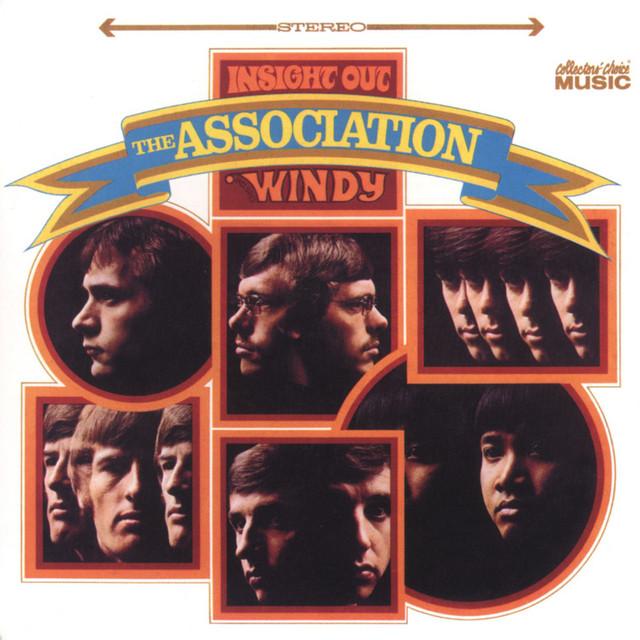 STEREO
Collectors' Choice
MUSIC
INSIGHT OUT
THE ASSOCIATION
WINDY